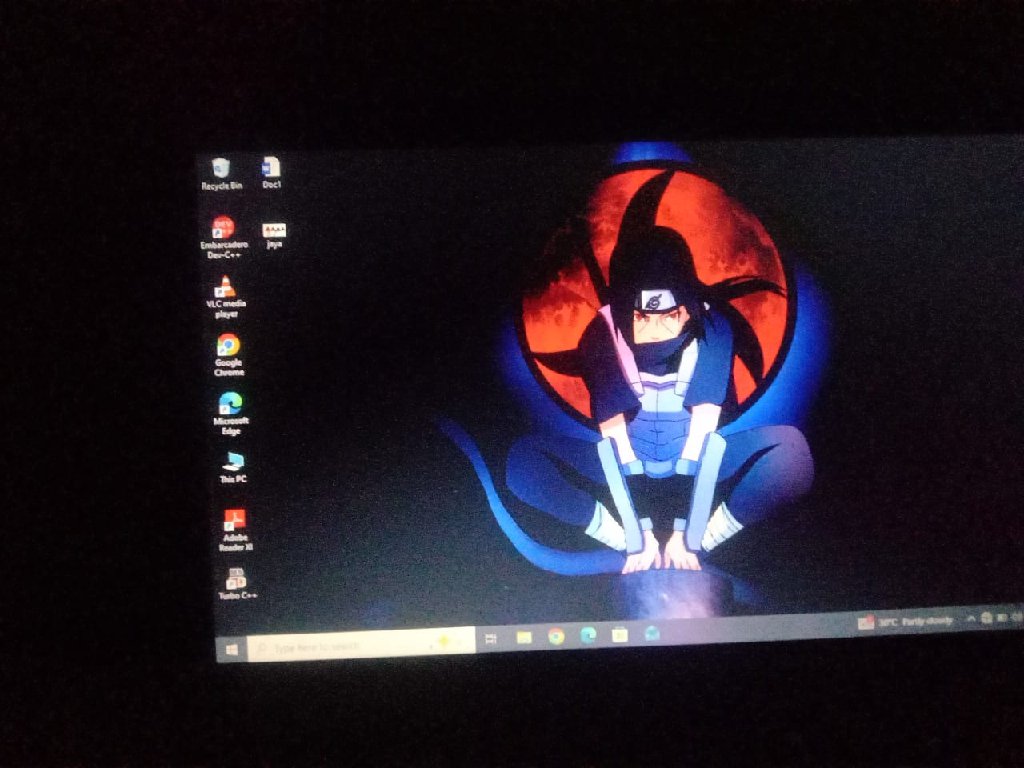 Recycle Bin
Doc1
Embarcadero
Dev-C++
jaya
VLC media
player
Google
Chrome
Microsoft
Edge
This PC
Adobe
Reader XI
Turbo C++
Type here to search
Partly cloudy